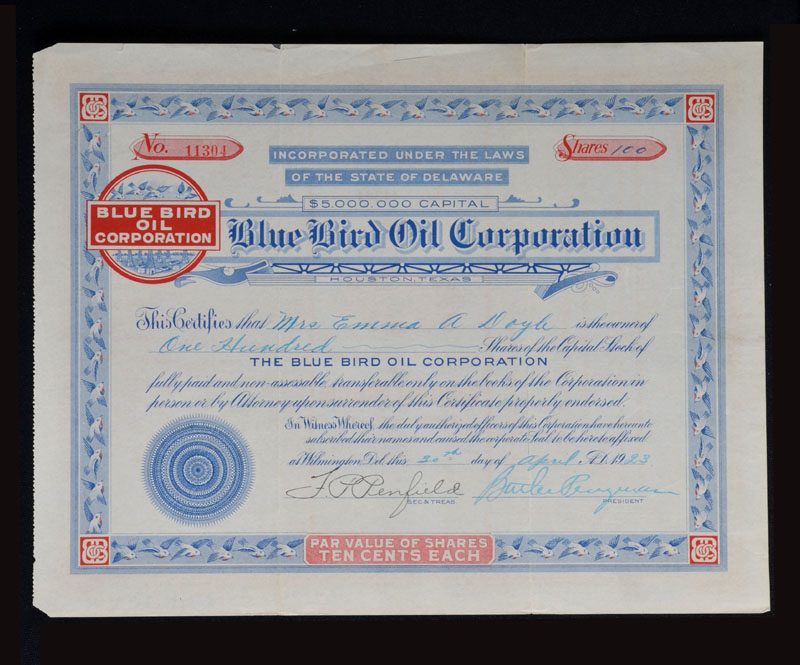 No. 11304
Shares 100
INCORPORATED UNDER THE LAWS
OF THE STATE OF DELAWARE
$5,000,000 CAPITAL
BLUE BIRD
OIL
CORPORATION
Blue Bird Oil Corporation
HOUSTON, TEXAS
This Certifies that Mrs Emma A Doyle is the owner of
One Hundred Shares of the Capital Stock of
THE BLUE BIRD OIL CORPORATION
fully paid and non-assessable, transferable only on the books of the Corporation in
person or by Attorney upon surrender of this Certificate properly endorsed.
In Witness Whereof, the duly authorized officers of this Corporation have hereunto
subscribed their names and caused the corporate Seal to be hereto affixed
at Wilmington Del. this 20th day of April A.D. 1923
F. P. Penfield
SEC & TREAS.
PRESIDENT
PAR VALUE OF SHARES
TEN CENTS EACH